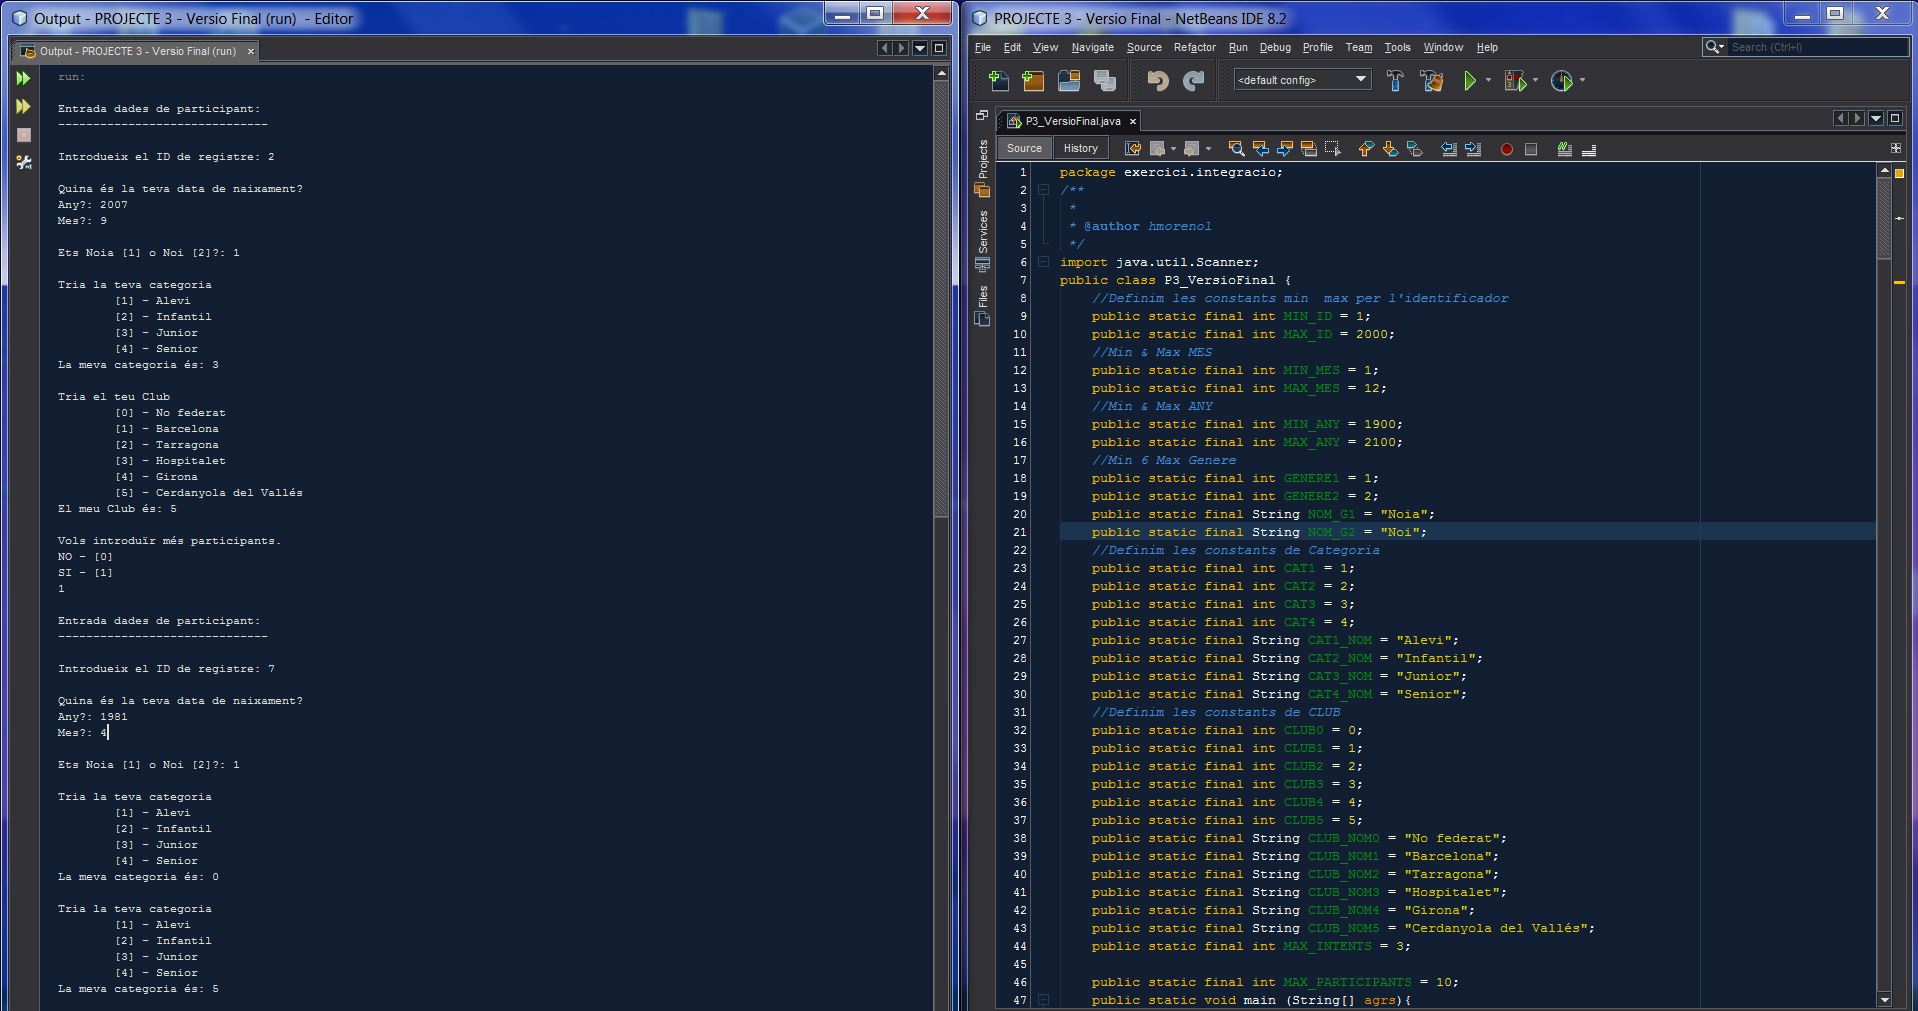 Output - PROJECTE 3 - Versio Final (run)  - Editor
Output - PROJECTE 3 - Versio Final (run) ×
run:
Entrada dades de participant:
------------------------------
Introdueix el ID de registre: 2
Quina és la teva data de naixament?
Any?: 2007
Mes?: 9
Ets Noia [1] o Noi [2]?: 1
Tria la teva categoria
[1] - Alevi
[2] - Infantil
[3] - Junior
[4] - Senior
La meva categoria és: 3
Tria el teu Club
[0] - No federat
[1] - Barcelona
[2] - Tarragona
[3] - Hospitalet
[4] - Girona
[5] - Cerdanyola del Vallés
El meu Club és: 5
Vols introduïr més participants.
NO - [0]
SI - [1]
1
Entrada dades de participant:
------------------------------
Introdueix el ID de registre: 7
Quina és la teva data de naixament?
Any?: 1981
Mes?: 4
Ets Noia [1] o Noi [2]?: 1
Tria la teva categoria
[1] - Alevi
[2] - Infantil
[3] - Junior
[4] - Senior
La meva categoria és: 0
Tria la teva categoria
[1] - Alevi
[2] - Infantil
[3] - Junior
[4] - Senior
La meva categoria és: 5
PROJECTE 3 - Versio Final - NetBeans IDE 8.2
File Edit View Navigate Source Refactor Run Debug Profile Team Tools Window Help
Search (Ctrl+I)
<default config>
P3_VersioFinal.java ×
Source History
Projects
Services
Files
1 package exercici.integracio;
2 /**
3 *
4 * @author hmorenol
5 */
6 import java.util.Scanner;
7 public class P3_VersioFinal {
8 //Definim les constants min  max per l'identificador
9 public static final int MIN_ID = 1;
10 public static final int MAX_ID = 2000;
11 //Min & Max MES
12 public static final int MIN_MES = 1;
13 public static final int MAX_MES = 12;
14 //Min & Max ANY
15 public static final int MIN_ANY = 1900;
16 public static final int MAX_ANY = 2100;
17 //Min 6 Max Genere
18 public static final int GENERE1 = 1;
19 public static final int GENERE2 = 2;
20 public static final String NOM_G1 = "Noia";
21 public static final String NOM_G2 = "Noi";
22 //Definim les constants de Categoria
23 public static final int CAT1 = 1;
24 public static final int CAT2 = 2;
25 public static final int CAT3 = 3;
26 public static final int CAT4 = 4;
27 public static final String CAT1_NOM = "Alevi";
28 public static final String CAT2_NOM = "Infantil";
29 public static final String CAT3_NOM = "Junior";
30 public static final String CAT4_NOM = "Senior";
31 //Definim les constants de CLUB
32 public static final int CLUB0 = 0;
33 public static final int CLUB1 = 1;
34 public static final int CLUB2 = 2;
35 public static final int CLUB3 = 3;
36 public static final int CLUB4 = 4;
37 public static final int CLUB5 = 5;
38 public static final String CLUB_NOM0 = "No federat";
39 public static final String CLUB_NOM1 = "Barcelona";
40 public static final String CLUB_NOM2 = "Tarragona";
41 public static final String CLUB_NOM3 = "Hospitalet";
42 public static final String CLUB_NOM4 = "Girona";
43 public static final String CLUB_NOM5 = "Cerdanyola del Vallés";
44 public static final int MAX_INTENTS = 3;
45
46 public static final int MAX_PARTICIPANTS = 10;
47 public static void main (String[] agrs){